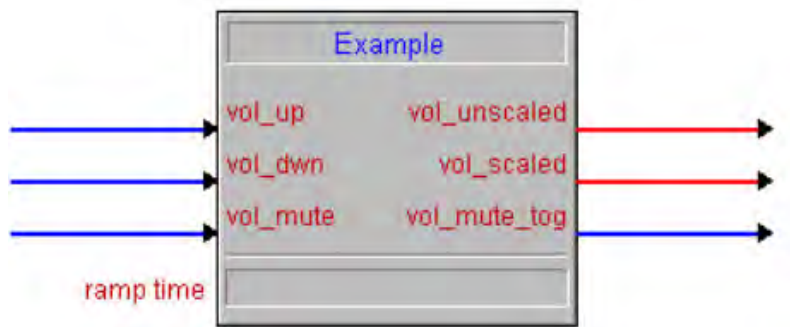 Example
vol_up vol_unscaled
vol_dwn vol_scaled
vol_mute vol_mute_tog
ramp time